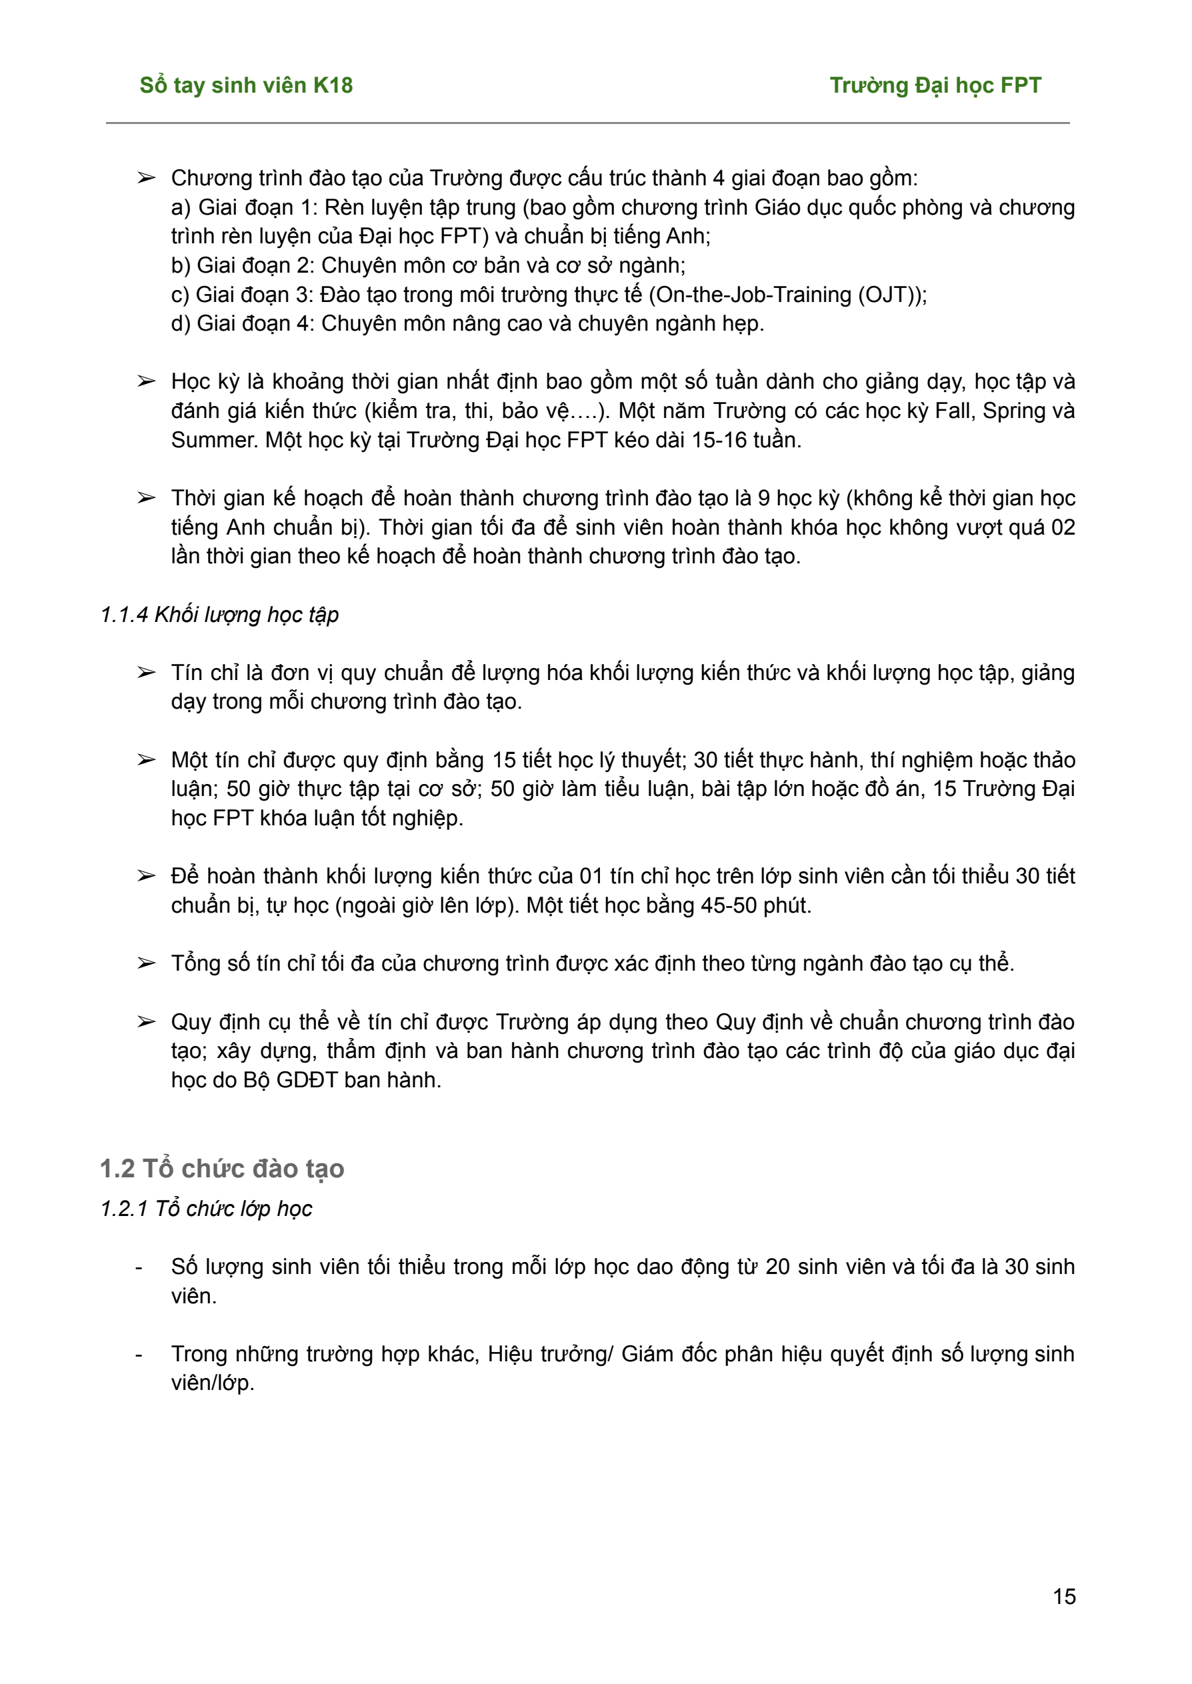 Sổ tay sinh viên K18 Trường Đại học FPT
➢ Chương trình đào tạo của Trường được cấu trúc thành 4 giai đoạn bao gồm:
a) Giai đoạn 1: Rèn luyện tập trung (bao gồm chương trình Giáo dục quốc phòng và chương
trình rèn luyện của Đại học FPT) và chuẩn bị tiếng Anh;
b) Giai đoạn 2: Chuyên môn cơ bản và cơ sở ngành;
c) Giai đoạn 3: Đào tạo trong môi trường thực tế (On-the-Job-Training (OJT));
d) Giai đoạn 4: Chuyên môn nâng cao và chuyên ngành hẹp.
➢ Học kỳ là khoảng thời gian nhất định bao gồm một số tuần dành cho giảng dạy, học tập và
đánh giá kiến thức (kiểm tra, thi, bảo vệ….). Một năm Trường có các học kỳ Fall, Spring và
Summer. Một học kỳ tại Trường Đại học FPT kéo dài 15-16 tuần.
➢ Thời gian kế hoạch để hoàn thành chương trình đào tạo là 9 học kỳ (không kể thời gian học
tiếng Anh chuẩn bị). Thời gian tối đa để sinh viên hoàn thành khóa học không vượt quá 02
lần thời gian theo kế hoạch để hoàn thành chương trình đào tạo.
1.1.4 Khối lượng học tập
➢ Tín chỉ là đơn vị quy chuẩn để lượng hóa khối lượng kiến thức và khối lượng học tập, giảng
dạy trong mỗi chương trình đào tạo.
➢ Một tín chỉ được quy định bằng 15 tiết học lý thuyết; 30 tiết thực hành, thí nghiệm hoặc thảo
luận; 50 giờ thực tập tại cơ sở; 50 giờ làm tiểu luận, bài tập lớn hoặc đồ án, 15 Trường Đại
học FPT khóa luận tốt nghiệp.
➢ Để hoàn thành khối lượng kiến thức của 01 tín chỉ học trên lớp sinh viên cần tối thiểu 30 tiết
chuẩn bị, tự học (ngoài giờ lên lớp). Một tiết học bằng 45-50 phút.
➢ Tổng số tín chỉ tối đa của chương trình được xác định theo từng ngành đào tạo cụ thể.
➢ Quy định cụ thể về tín chỉ được Trường áp dụng theo Quy định về chuẩn chương trình đào
tạo; xây dựng, thẩm định và ban hành chương trình đào tạo các trình độ của giáo dục đại
học do Bộ GDĐT ban hành.
1.2 Tổ chức đào tạo
1.2.1 Tổ chức lớp học
- Số lượng sinh viên tối thiểu trong mỗi lớp học dao động từ 20 sinh viên và tối đa là 30 sinh
viên.
- Trong những trường hợp khác, Hiệu trưởng/ Giám đốc phân hiệu quyết định số lượng sinh
viên/lớp.
15